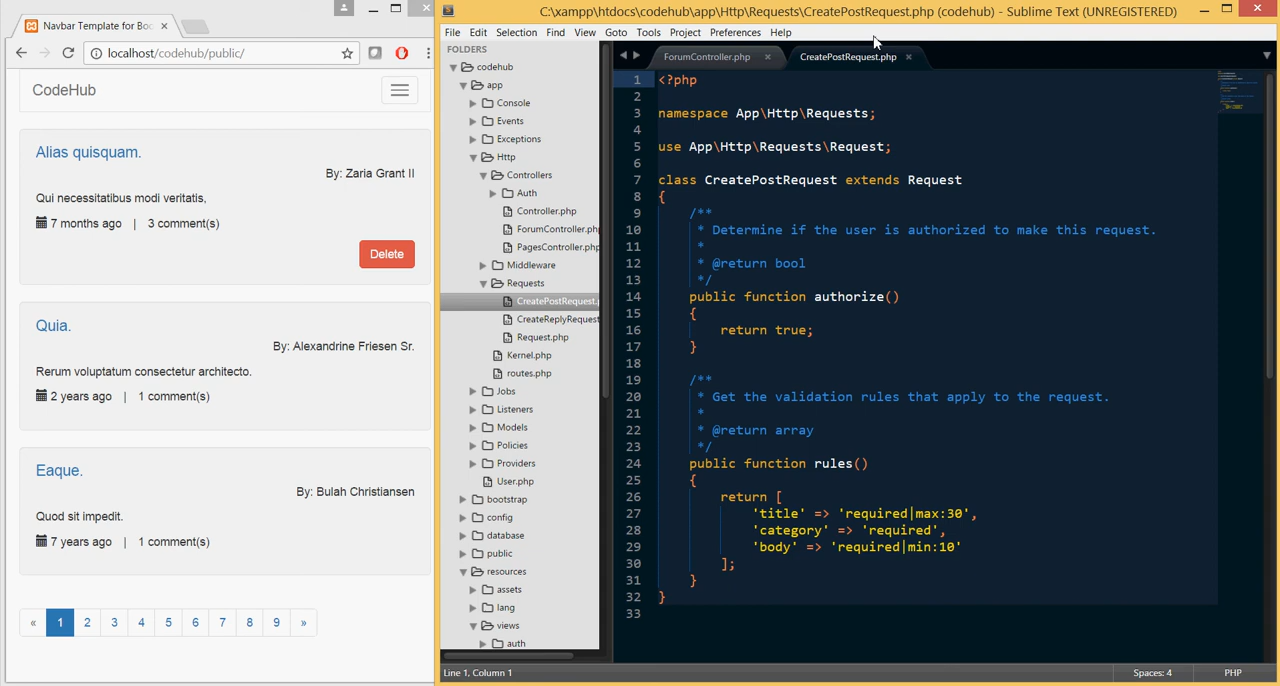 Navbar Template for Boo
localhost/codehub/public/
CodeHub
Alias quisquam.
By: Zaria Grant II
Qui necessitatibus modi veritatis,
7 months ago | 3 comment(s)
Delete
Quia.
By: Alexandrine Friesen Sr.
Rerum voluptatum consectetur architecto.
2 years ago | 1 comment(s)
Eaque.
By: Bulah Christiansen
Quod sit impedit.
7 years ago | 1 comment(s)
« 1 2 3 4 5 6 7 8 9 »
C:\xampp\htdocs\codehub\app\Http\Requests\CreatePostRequest.php (codehub) - Sublime Text (UNREGISTERED)
File Edit Selection Find View Goto Tools Project Preferences Help
FOLDERS
codehub
app
Console
Events
Exceptions
Http
Controllers
Auth
Controller.php
ForumController.php
PagesController.php
Middleware
Requests
CreatePostRequest.
CreateReplyRequest
Request.php
Kernel.php
routes.php
Jobs
Listeners
Models
Policies
Providers
User.php
bootstrap
config
database
public
resources
assets
lang
views
auth
ForumController.php CreatePostRequest.php
1 <?php
2
3 namespace App\Http\Requests;
4
5 use App\Http\Requests\Request;
6
7 class CreatePostRequest extends Request
8 {
9 /**
10 * Determine if the user is authorized to make this request.
11 *
12 * @return bool
13 */
14 public function authorize()
15 {
16 return true;
17 }
18
19 /**
20 * Get the validation rules that apply to the request.
21 *
22 * @return array
23 */
24 public function rules()
25 {
26 return [
27 'title' => 'required|max:30',
28 'category' => 'required',
29 'body' => 'required|min:10'
30 ];
31 }
32 }
33
Line 1, Column 1 Spaces: 4 PHP